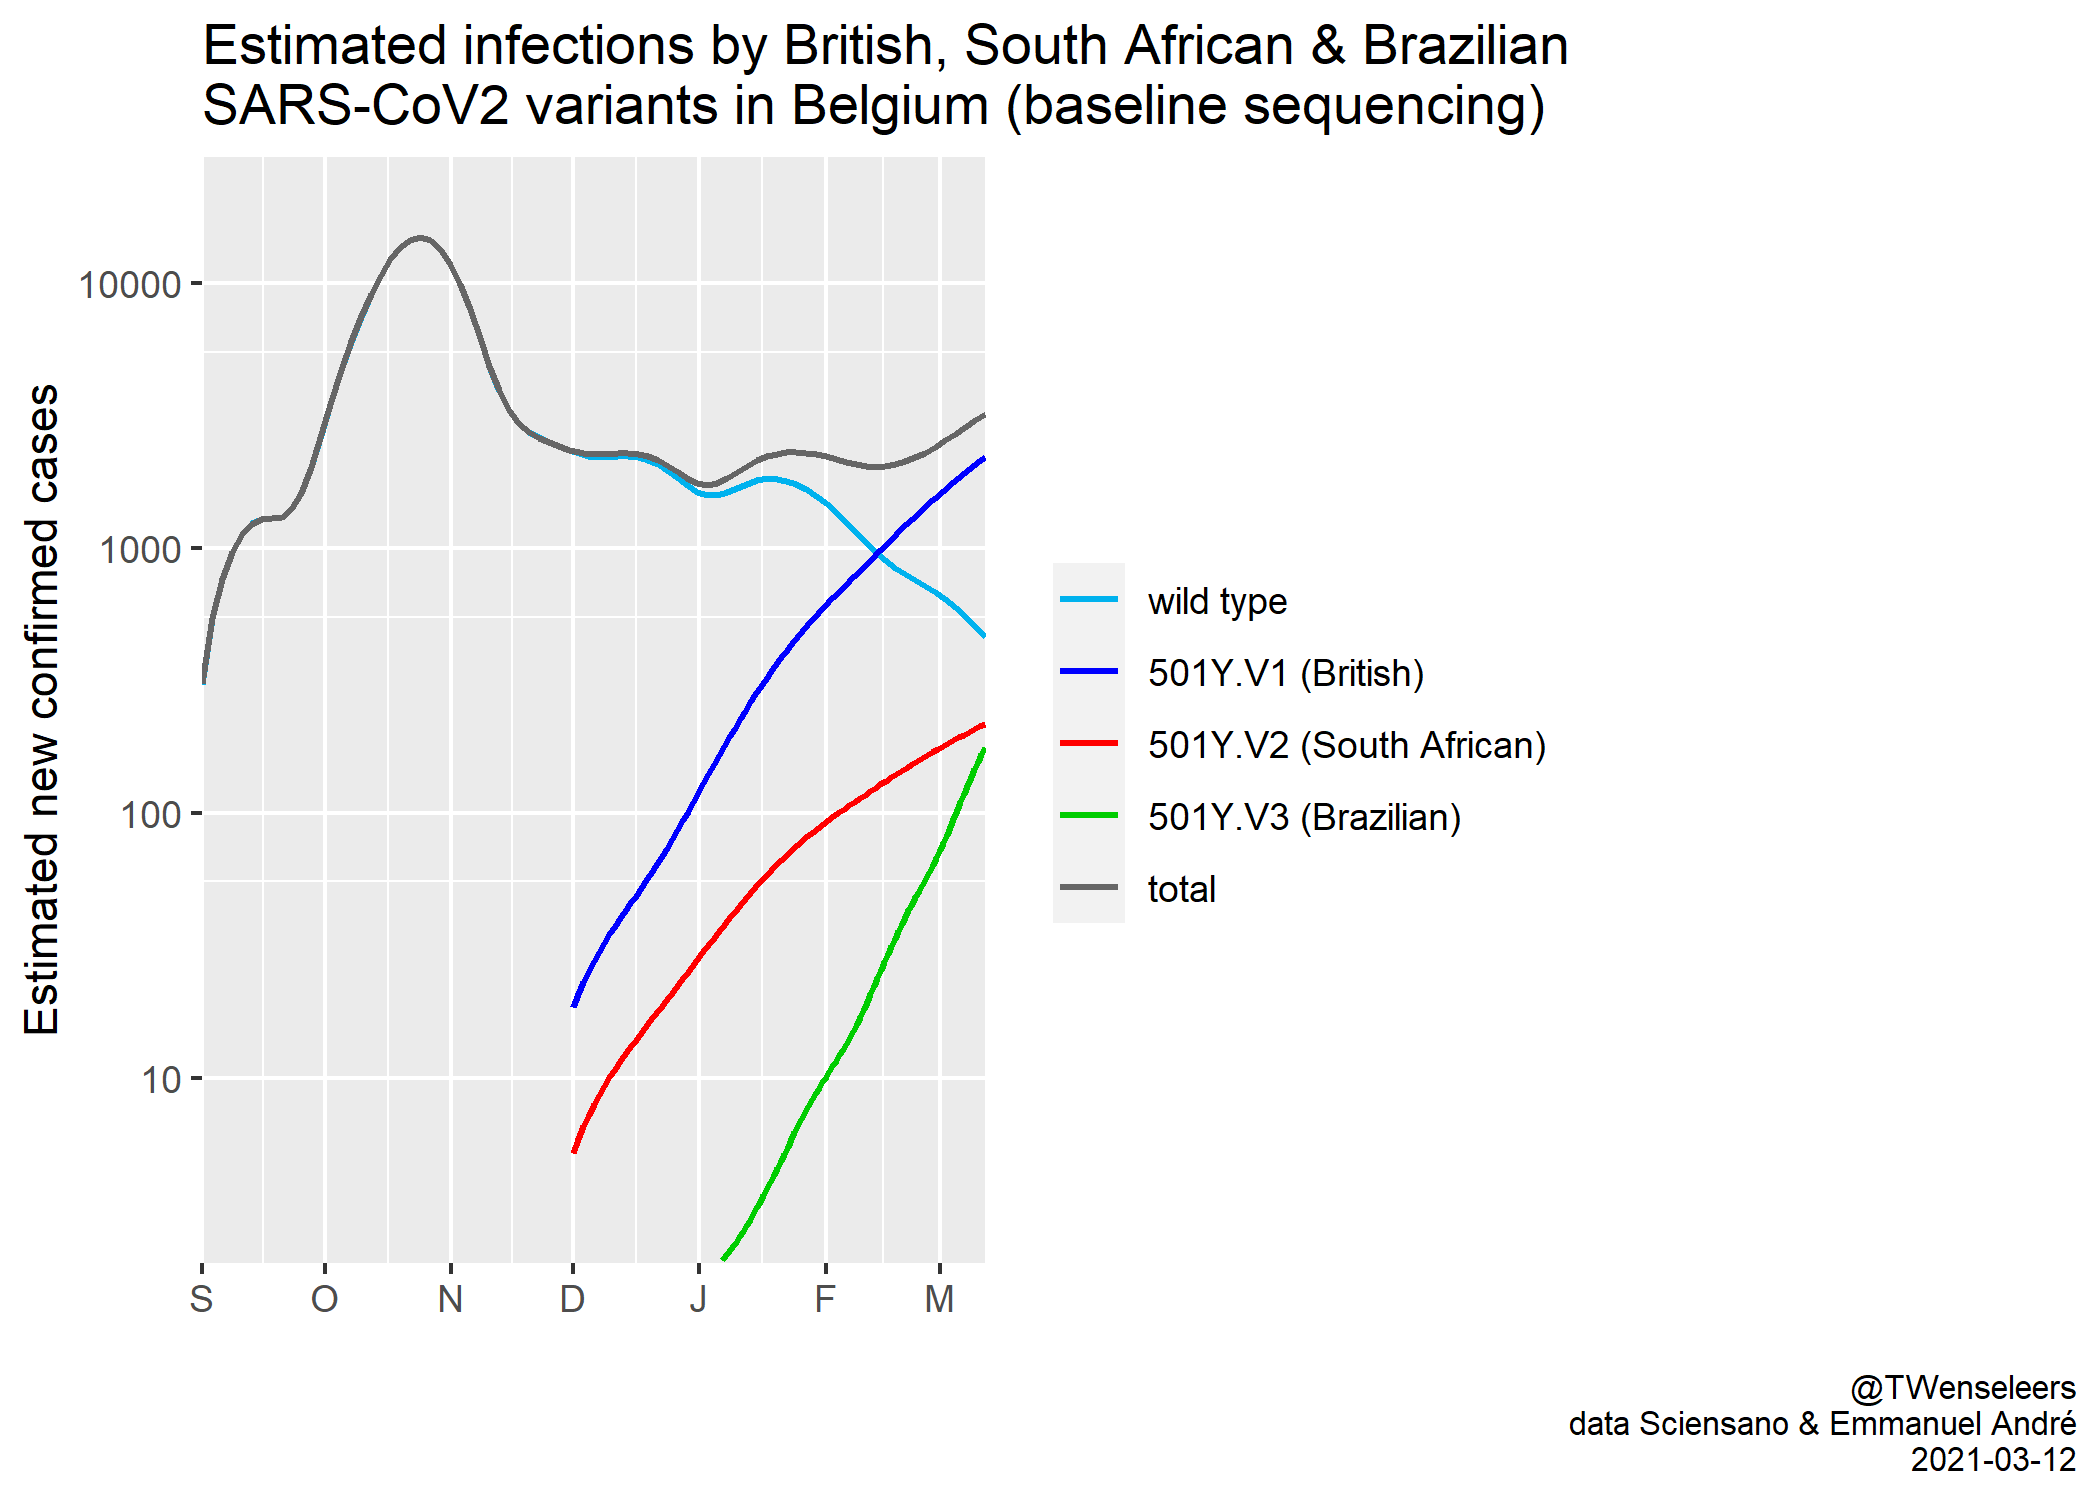 Estimated infections by British, South African & Brazilian
SARS-CoV2 variants in Belgium (baseline sequencing)
Estimated new confirmed cases
10000
1000
100
10
S O N D J F M
wild type
501Y.V1 (British)
501Y.V2 (South African)
501Y.V3 (Brazilian)
total
@TWenseleers
data Sciensano & Emmanuel André
2021-03-12